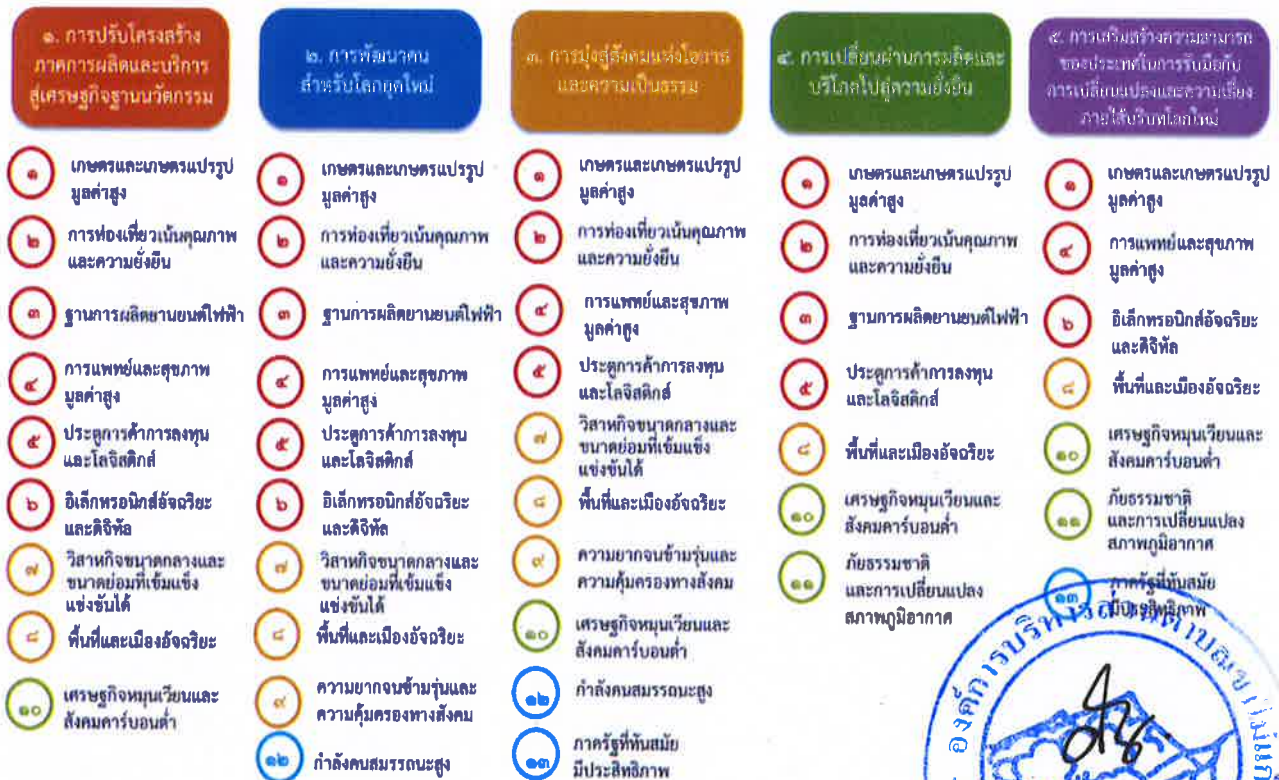 ๑. การปรับโครงสร้าง
ภาคการผลิตและบริการ
สู่เศรษฐกิจฐานนวัตกรรม
๑
เกษตรและเกษตรแปรรูป
มูลค่าสูง
๒
การท่องเที่ยวเน้นคุณภาพ
และความยั่งยืน
๓
ฐานการผลิตยานยนต์ไฟฟ้า
๔
การแพทย์และสุขภาพ
มูลค่าสูง
๕
ประตูการค้าการลงทุน
และโลจิสติกส์
๖
อิเล็กทรอนิกส์อัจฉริยะ
และดิจิทัล
๗
วิสาหกิจขนาดกลางและ
ขนาดย่อมที่เข้มแข็ง
แข่งขันได้
๘
พื้นที่และเมืองอัจฉริยะ
๑๐
เศรษฐกิจหมุนเวียนและ
สังคมคาร์บอนต่ำ
๒. การพัฒนาคน
สำหรับโลกยุคใหม่
๑
เกษตรและเกษตรแปรรูป
มูลค่าสูง
๒
การท่องเที่ยวเน้นคุณภาพ
และความยั่งยืน
๓
ฐานการผลิตยานยนต์ไฟฟ้า
๔
การแพทย์และสุขภาพ
มูลค่าสูง
๕
ประตูการค้าการลงทุน
และโลจิสติกส์
๖
อิเล็กทรอนิกส์อัจฉริยะ
และดิจิทัล
๗
วิสาหกิจขนาดกลางและ
ขนาดย่อมที่เข้มแข็ง
แข่งขันได้
๘
พื้นที่และเมืองอัจฉริยะ
๙
ความยากจนข้ามรุ่นและ
ความคุ้มครองทางสังคม
๑๒
กำลังคนสมรรถนะสูง
๓. การมุ่งสู่สังคมแห่งโอกาส
และความเป็นธรรม
๑
เกษตรและเกษตรแปรรูป
มูลค่าสูง
๒
การท่องเที่ยวเน้นคุณภาพ
และความยั่งยืน
๔
การแพทย์และสุขภาพ
มูลค่าสูง
๕
ประตูการค้าการลงทุน
และโลจิสติกส์
๗
วิสาหกิจขนาดกลางและ
ขนาดย่อมที่เข้มแข็ง
แข่งขันได้
๘
พื้นที่และเมืองอัจฉริยะ
๙
ความยากจนข้ามรุ่นและ
ความคุ้มครองทางสังคม
๑๐
เศรษฐกิจหมุนเวียนและ
สังคมคาร์บอนต่ำ
๑๒
กำลังคนสมรรถนะสูง
๑๓
ภาครัฐที่ทันสมัย
มีประสิทธิภาพ
๔. การเปลี่ยนผ่านการผลิตและ
บริโภคไปสู่ความยั่งยืน
๑
เกษตรและเกษตรแปรรูป
มูลค่าสูง
๒
การท่องเที่ยวเน้นคุณภาพ
และความยั่งยืน
๓
ฐานการผลิตยานยนต์ไฟฟ้า
๕
ประตูการค้าการลงทุน
และโลจิสติกส์
๘
พื้นที่และเมืองอัจฉริยะ
๑๐
เศรษฐกิจหมุนเวียนและ
สังคมคาร์บอนต่ำ
๑๑
ภัยธรรมชาติ
และการเปลี่ยนแปลง
สภาพภูมิอากาศ
๕. การเสริมสร้างความสามารถ
ของประเทศในการรับมือกับ
การเปลี่ยนแปลงและความเสี่ยง
ภายใต้บริบทโลกใหม่
๑
เกษตรและเกษตรแปรรูป
มูลค่าสูง
๔
การแพทย์และสุขภาพ
มูลค่าสูง
๖
อิเล็กทรอนิกส์อัจฉริยะ
และดิจิทัล
๘
พื้นที่และเมืองอัจฉริยะ
๑๐
เศรษฐกิจหมุนเวียนและ
สังคมคาร์บอนต่ำ
๑๑
ภัยธรรมชาติ
และการเปลี่ยนแปลง
สภาพภูมิอากาศ
๑๓
ภาครัฐที่ทันสมัย
มีประสิทธิภาพ
องค์การบริหารส่วนตำบล